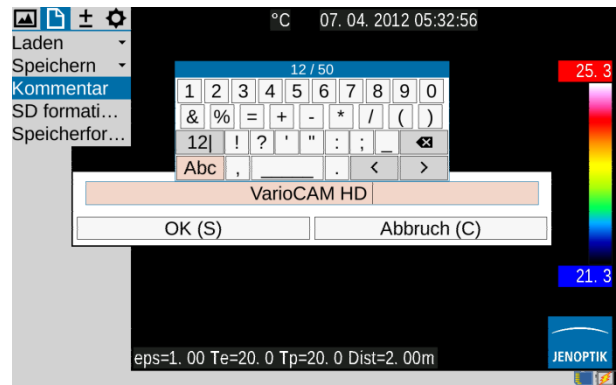 °C 07. 04. 2012 05:32:56
Laden
Speichern
Kommentar
SD formati…
Speicherfor…
12 / 50
1 2 3 4 5 6 7 8 9 0
& % = + - * / ( )
12| ! ? ' " : ; _
Abc , . < >
VarioCAM HD
OK (S) Abbruch (C)
25. 3
21. 3
eps=1. 00 Te=20. 0 Tp=20. 0 Dist=2. 00m
JENOPTIK